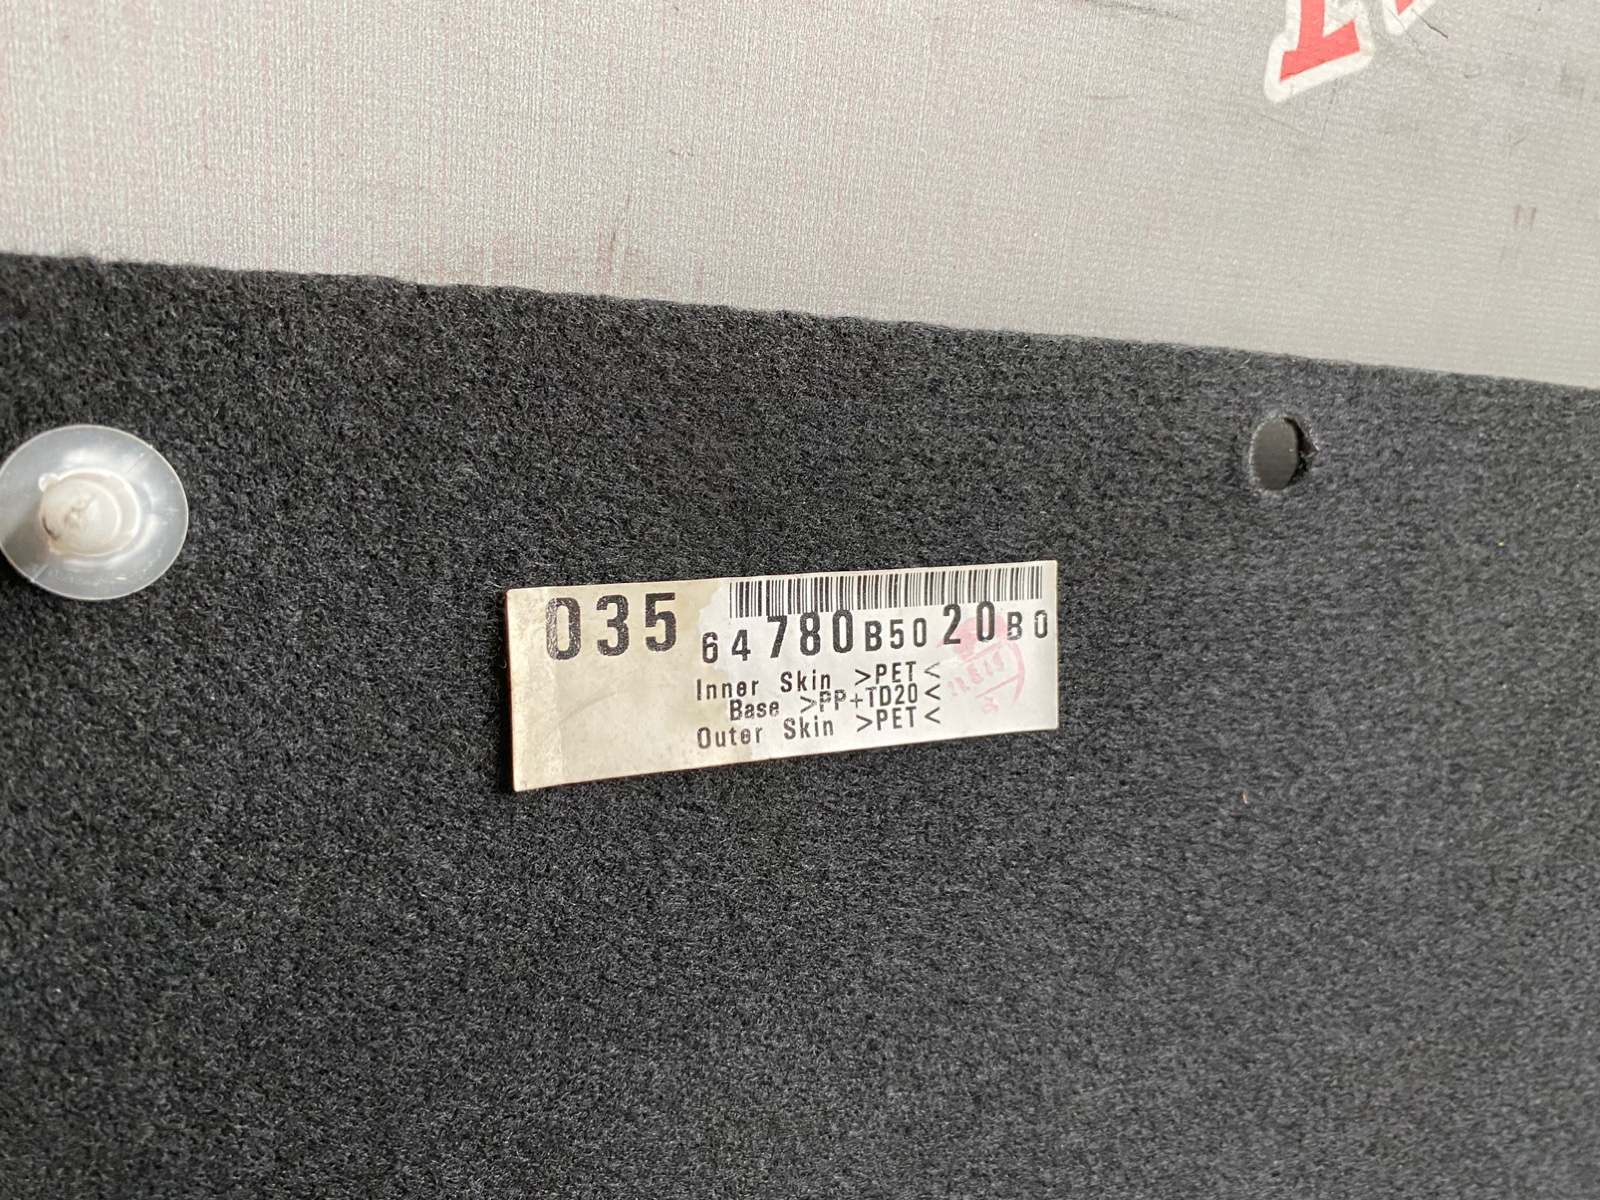 035 64780B5020B0
Inner Skin >PET<
Base >PP+TD20<
Outer Skin >PET<